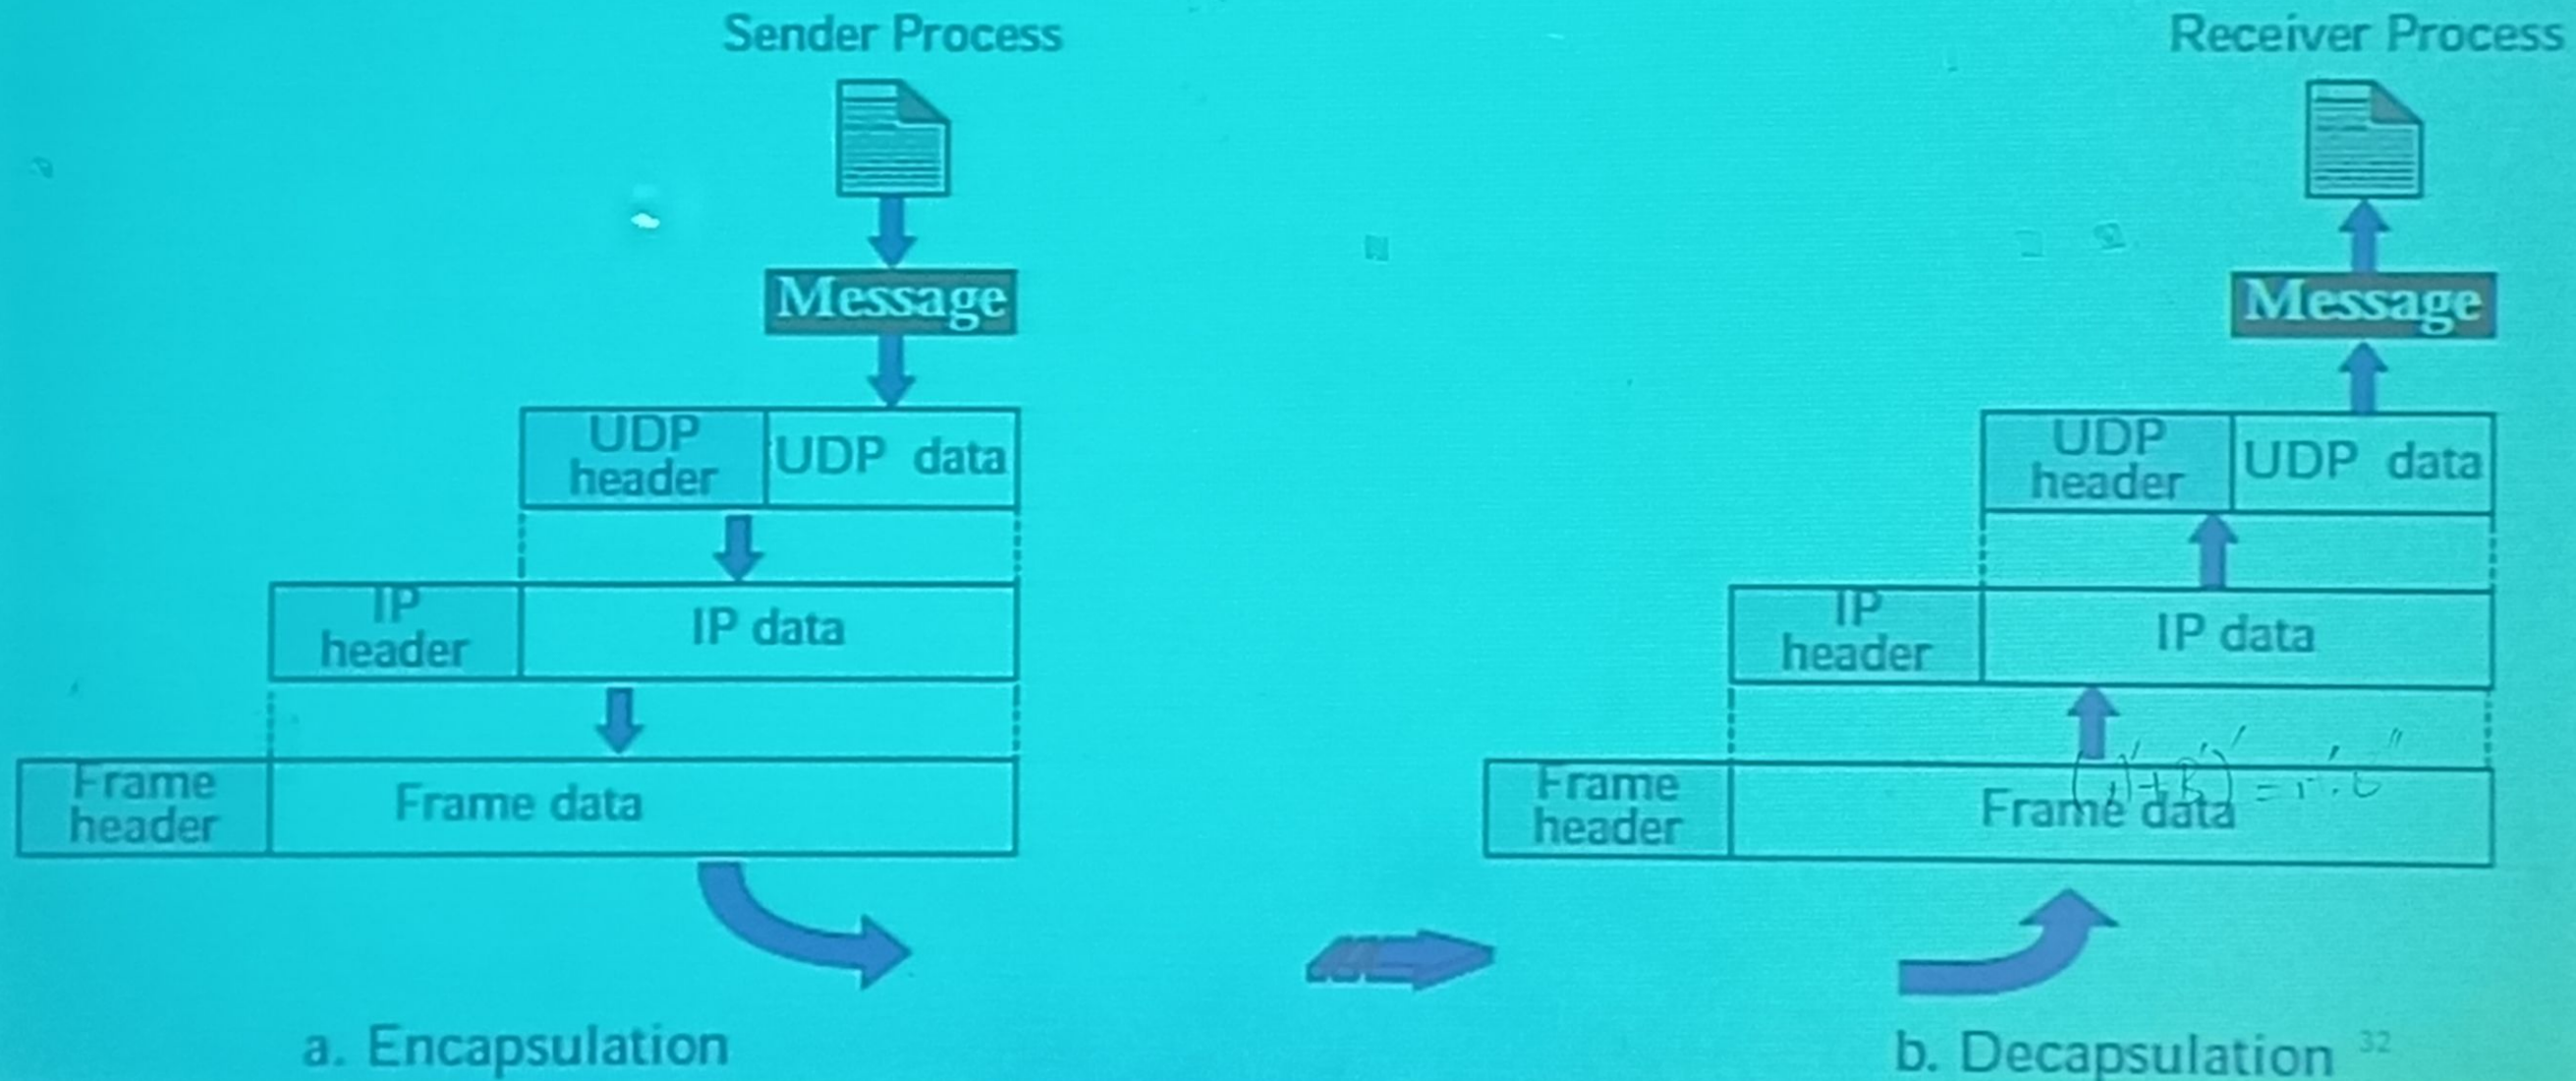 Sender Process
Receiver Process
Message
Message
UDP
header
UDP data
UDP
header
UDP data
IP
header
IP data
IP
header
IP data
Frame
header
Frame data
Frame
header
Frame data
a. Encapsulation
b. Decapsulation
32